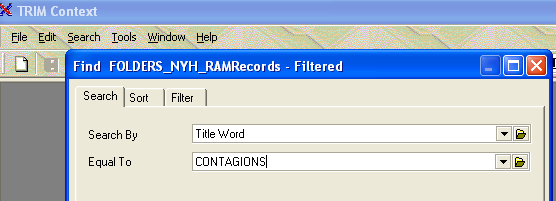 TRIM Context
File Edit Search Tools Window Help
Find FOLDERS_NYH_RAMRecords - Filtered
Search Sort Filter
Search By Title Word
Equal To CONTAGIONS